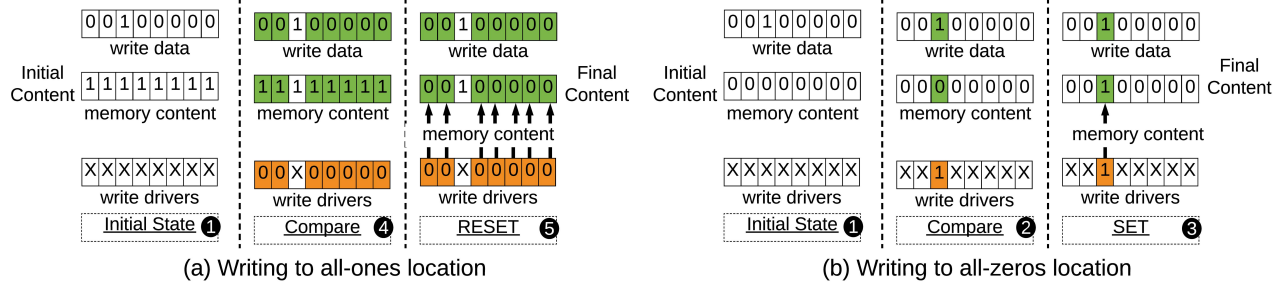 0 0 1 0 0 0 0 0 0 0 1 0 0 0 0 0 0 0 1 0 0 0 0 0
write data write data write data
Initial Content 1 1 1 1 1 1 1 1 1 1 1 1 1 1 1 1 0 0 1 0 0 0 0 0 Final Content
memory content memory content memory content
X X X X X X X X 0 0 X 0 0 0 0 0 0 0 X 0 0 0 0 0
write drivers write drivers write drivers
Initial State 1 Compare 4 RESET 5
(a) Writing to all-ones location
0 0 1 0 0 0 0 0 0 0 1 0 0 0 0 0 0 0 1 0 0 0 0 0
write data write data write data
Initial Content 0 0 0 0 0 0 0 0 0 0 0 0 0 0 0 0 0 0 1 0 0 0 0 0 Final Content
memory content memory content memory content
X X X X X X X X X X 1 X X X X X X X 1 X X X X X
write drivers write drivers write drivers
Initial State 1 Compare 2 SET 3
(b) Writing to all-zeros location